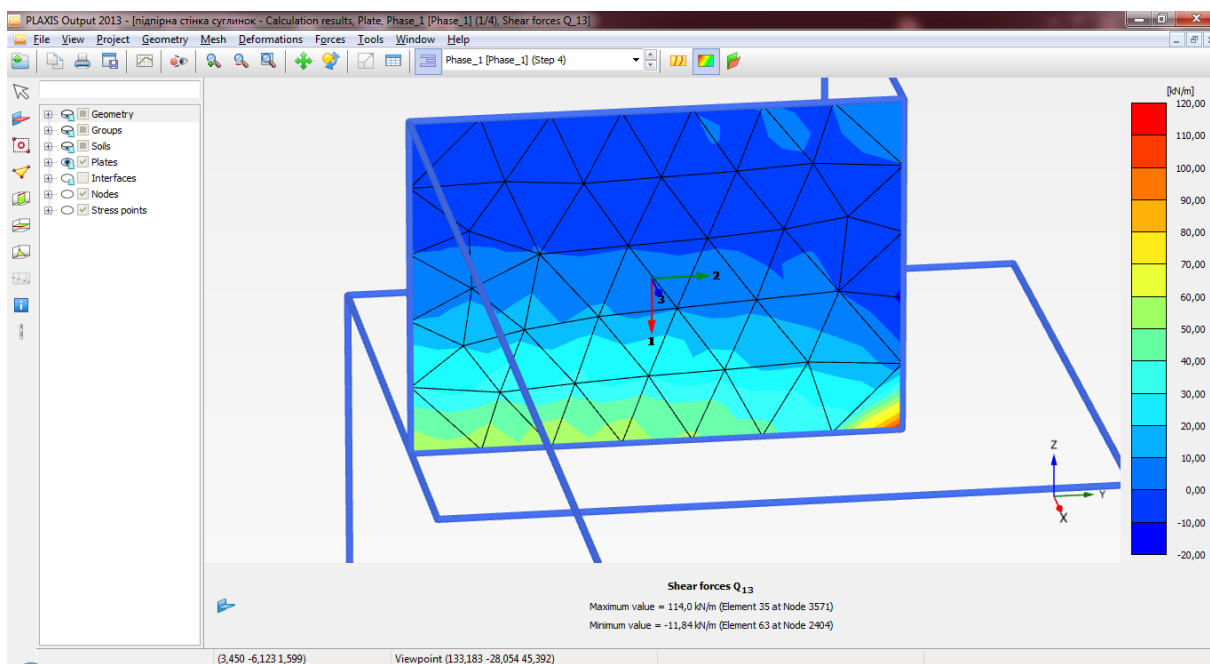 PLAXIS Output 2013 - [підпірна стінка суглинок - Calculation results, Plate, Phase_1 [Phase_1] (1/4), Shear forces Q_13]
File View Project Geometry Mesh Deformations Forces Tools Window Help
Phase_1 [Phase_1] (Step 4)
Geometry
Groups
Soils
Plates
Interfaces
Nodes
Stress points
[kN/m]
120,00
110,00
100,00
90,00
80,00
70,00
60,00
50,00
40,00
30,00
20,00
10,00
0,00
-10,00
-20,00
2
3
1
Z
Y
X
Shear forces Q13
Maximum value = 114,0 kN/m (Element 35 at Node 3571)
Minimum value = -11,84 kN/m (Element 63 at Node 2404)
(3,450 -6,123 1,599) Viewpoint (133,183 -28,054 45,392)